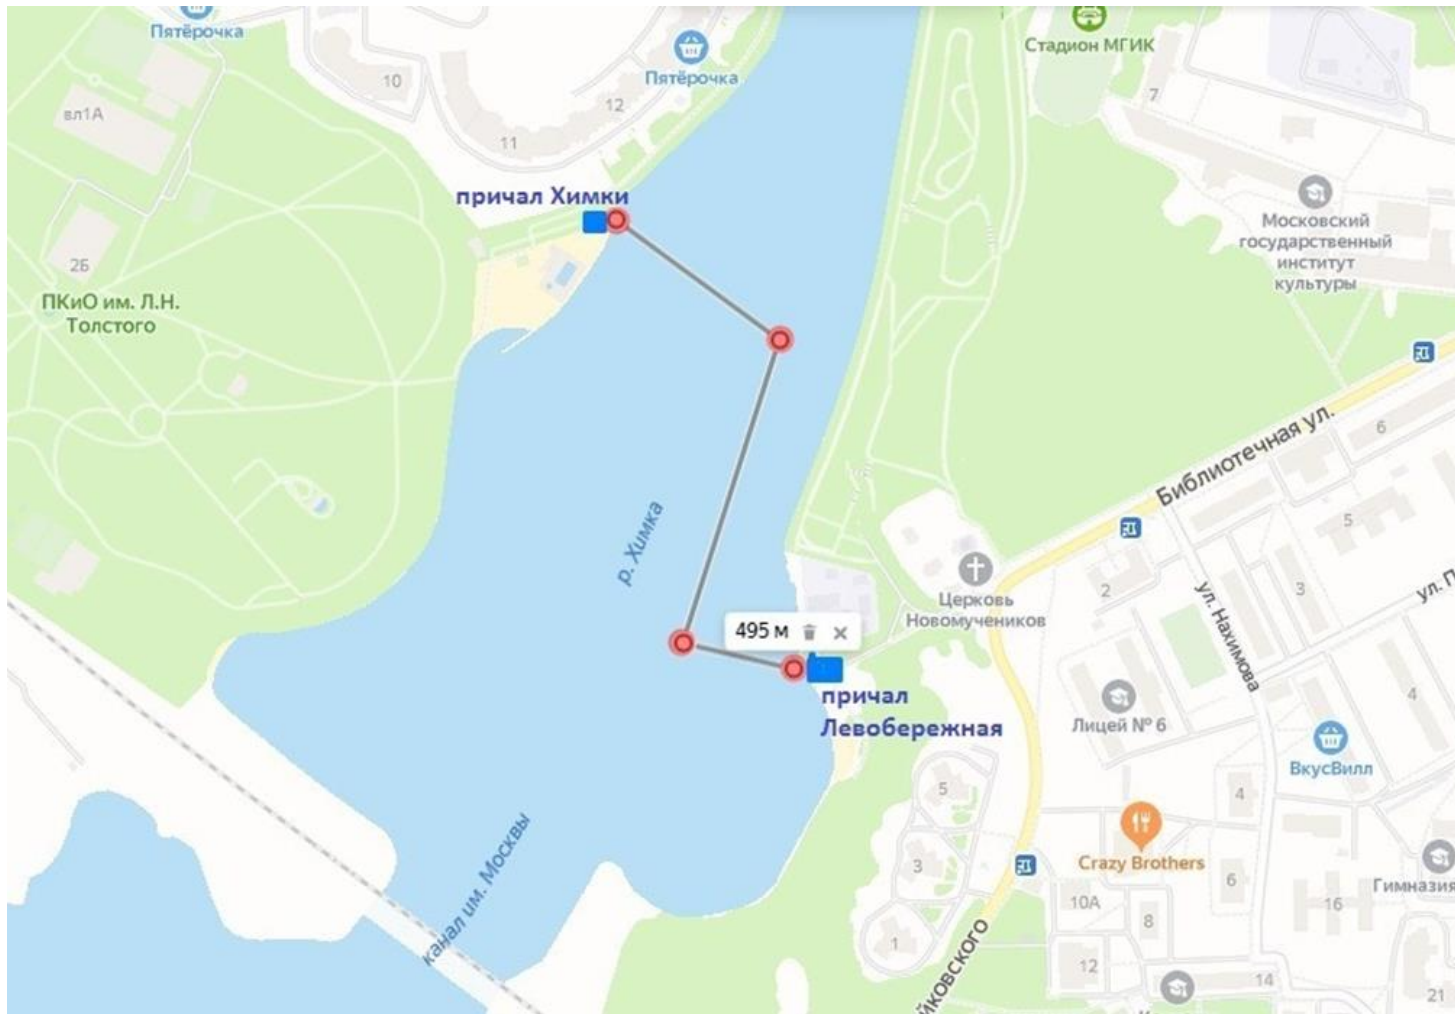 Пятёрочка
Стадион МГИК
Пятёрочка
10
12
7
вл1А
11
причал Химки
Московский
государственный
институт
культуры
2Б
ПКиО им. Л.Н.
Толстого
Библиотечная ул.
6
5
р. Химка
2
3
ул. П
Церковь
Новомучеников
ул. Нахимова
495 м
причал
Левобережная
4
Лицей № 6
ВкусВилл
5
4
канал им. Москвы
Crazy Brothers
3
6
Гимназия
10А
16
8
1
йковского
12
14
21